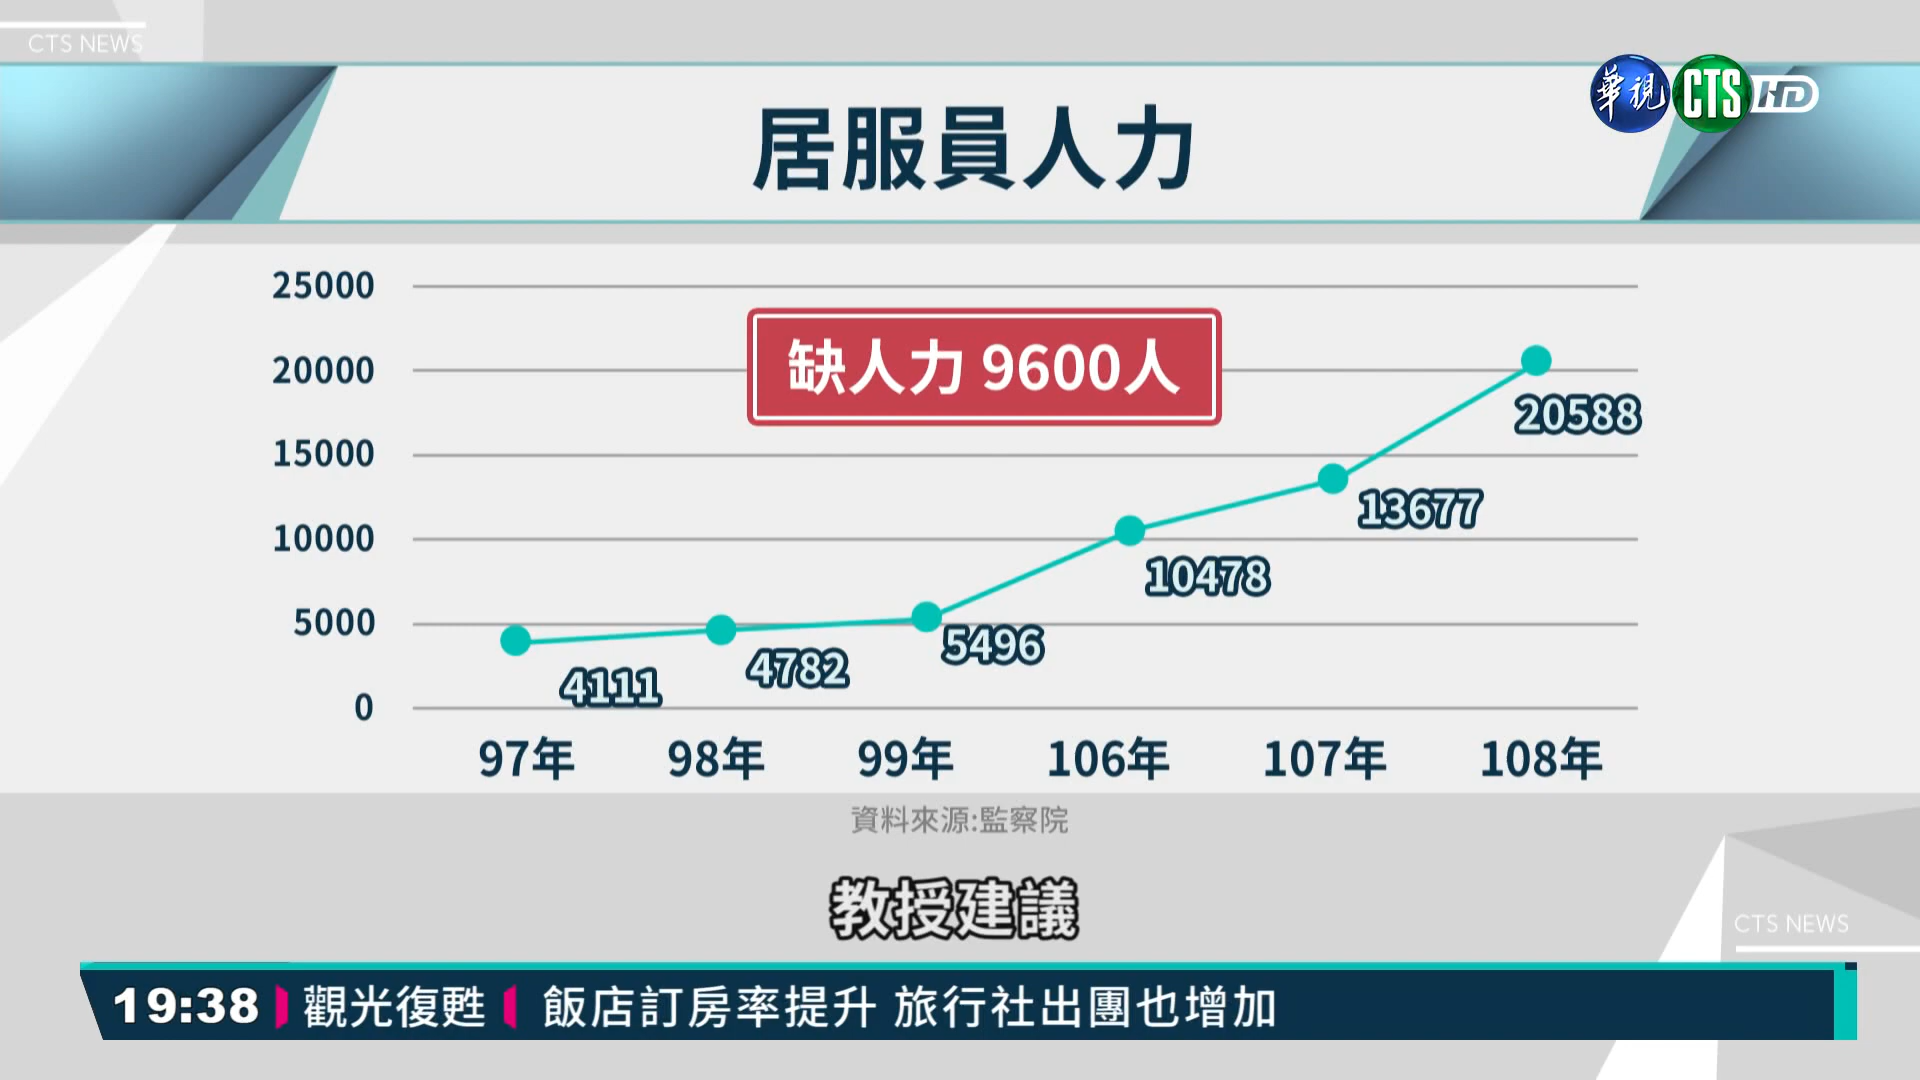 CTS NEWS
華視 CTS HD
居服員人力
25000
20000
15000
10000
5000
0
缺人力 9600人
4111
4782
5496
10478
13677
20588
97年 98年 99年 106年 107年 108年
資料來源:監察院
教授建議
CTS NEWS
19:38 觀光復甦 飯店訂房率提升 旅行社出團也增加